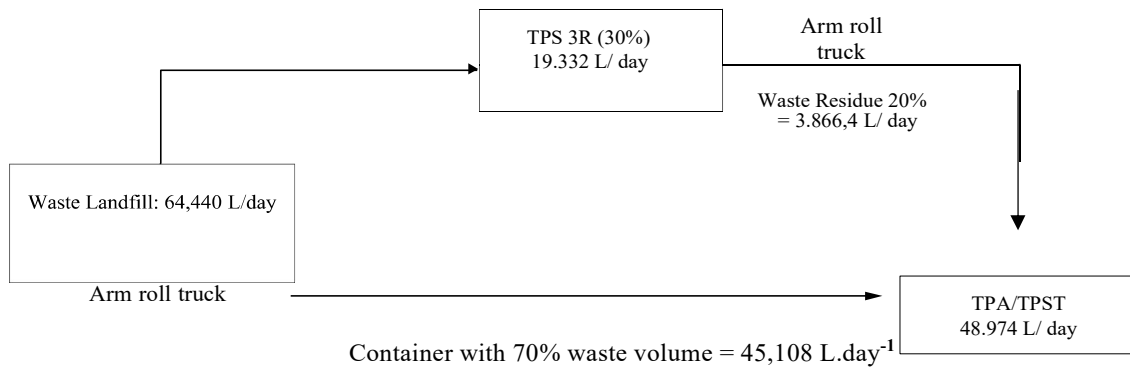 TPS 3R (30%)
19.332 L/ day
Arm roll
truck
Waste Residue 20%
= 3.866,4 L/ day
Waste Landfill: 64,440 L/day
Arm roll truck
TPA/TPST
48.974 L/ day
Container with 70% waste volume = 45,108 L.day⁻¹